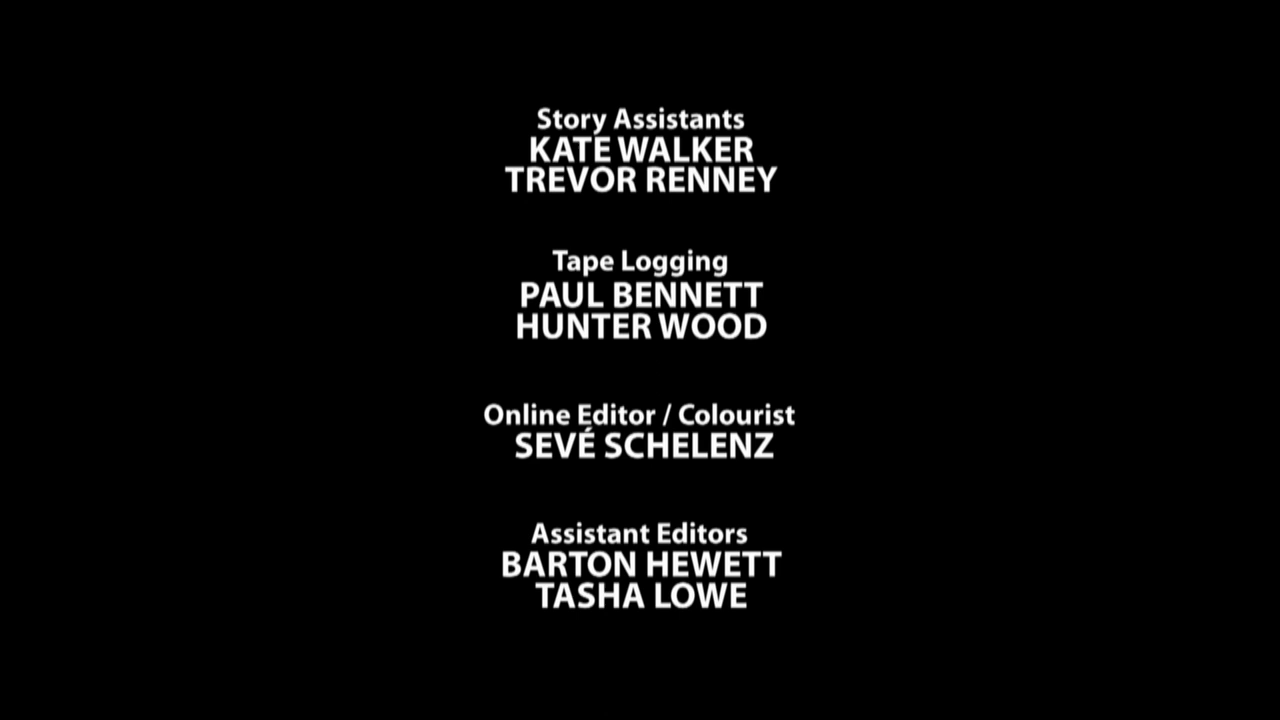 Story Assistants
KATE WALKER
TREVOR RENNEY
Tape Logging
PAUL BENNETT
HUNTER WOOD
Online Editor / Colourist
SEVÉ SCHELENZ
Assistant Editors
BARTON HEWETT
TASHA LOWE